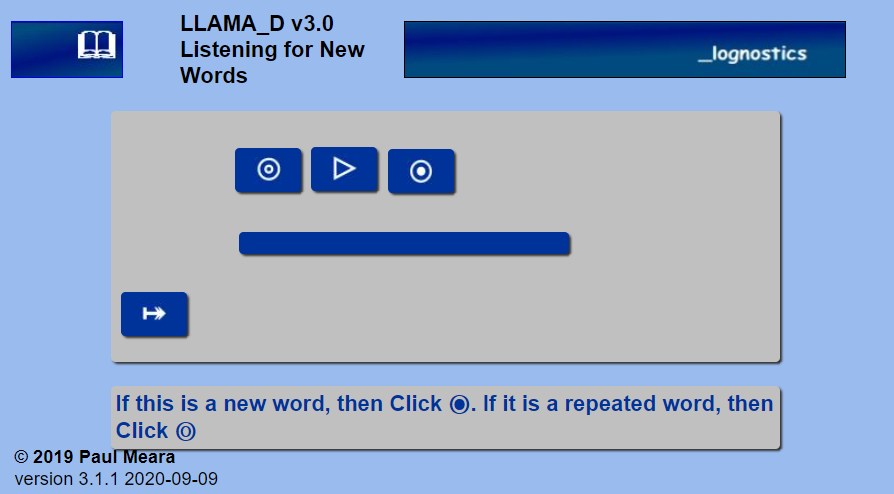 LLAMA_D v3.0
Listening for New
Words
_lognostics
If this is a new word, then Click ◉. If it is a repeated word, then
Click ⌾
© 2019 Paul Meara
version 3.1.1 2020-09-09